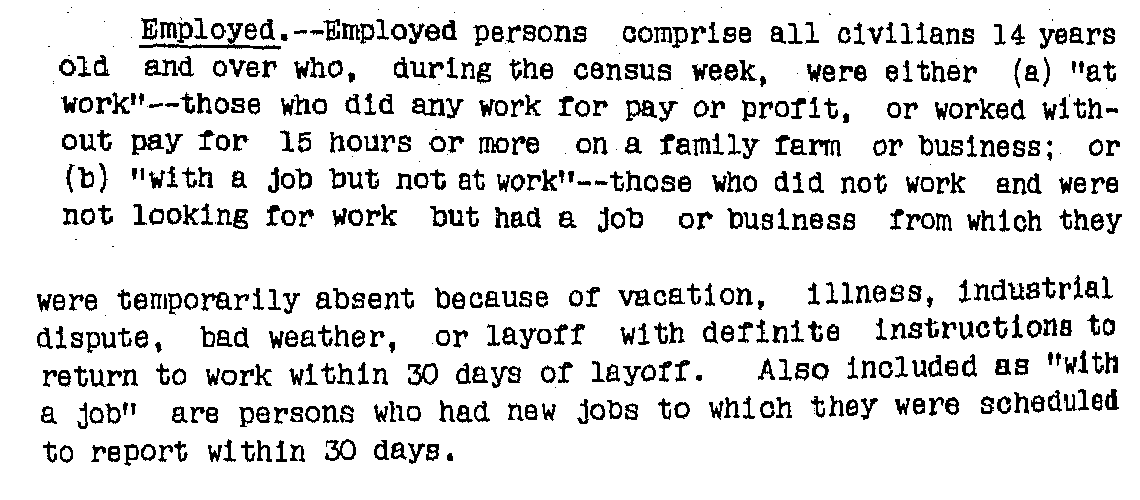 Employed.--Employed persons comprise all civilians 14 years
old and over who, during the census week, were either (a) "at
work"--those who did any work for pay or profit, or worked with-
out pay for 15 hours or more on a family farm or business; or
(b) "with a job but not at work"--those who did not work and were
not looking for work but had a job or business from which they
were temporarily absent because of vacation, illness, industrial
dispute, bad weather, or layoff with definite instructions to
return to work within 30 days of layoff. Also included as "with
a job" are persons who had new jobs to which they were scheduled
to report within 30 days.